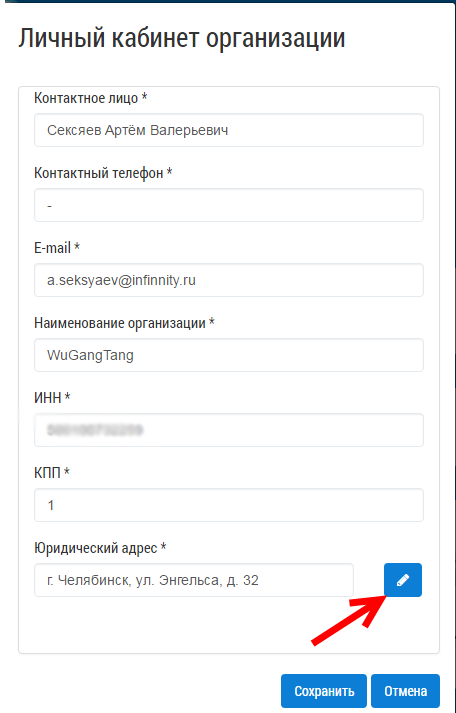 Личный кабинет организации
Контактное лицо *
Сексяев Артём Валерьевич
Контактный телефон *
-
E-mail *
a.seksyaev@infinnity.ru
Наименование организации *
WuGangTang
ИНН *
КПП *
1
Юридический адрес *
г. Челябинск, ул. Энгельса, д. 32
Сохранить Отмена